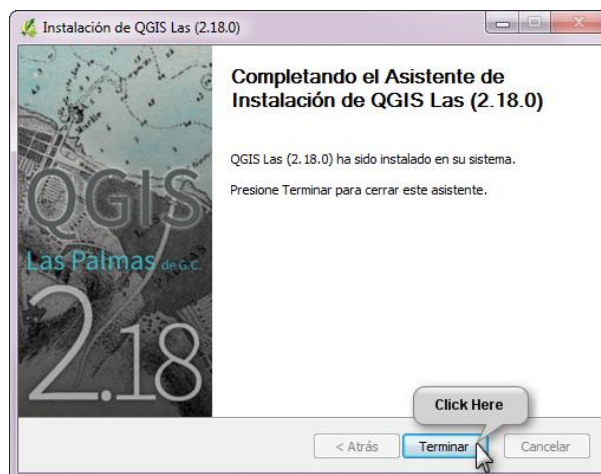 Instalación de QGIS Las (2.18.0)
Completando el Asistente de
Instalación de QGIS Las (2.18.0)
QGIS Las (2.18.0) ha sido instalado en su sistema.
Presione Terminar para cerrar este asistente.
QGIS
Las Palmas de G.C.
2.18
Click Here
< Atrás
Terminar
Cancelar